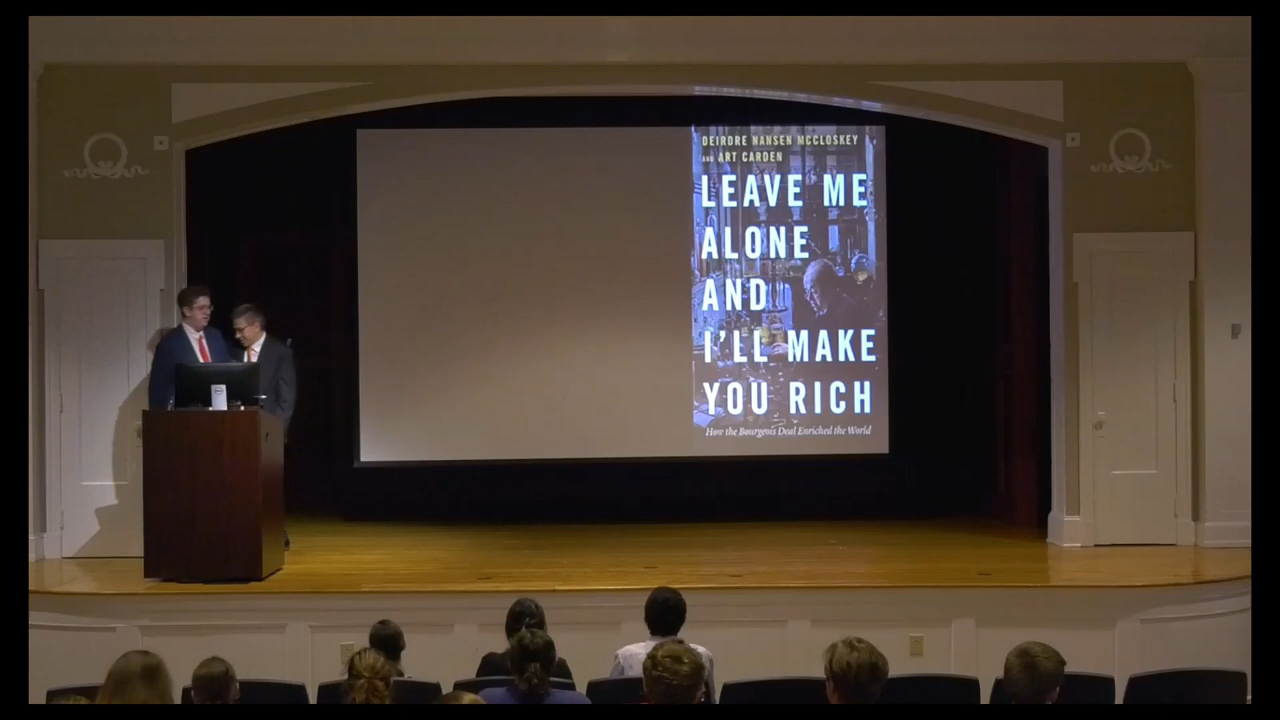 DEIRDRE NANSEN MCCLOSKEY
AND ART CARDEN
LEAVE ME
ALONE
AND
I'LL MAKE
YOU RICH
How the Bourgeois Deal Enriched the World